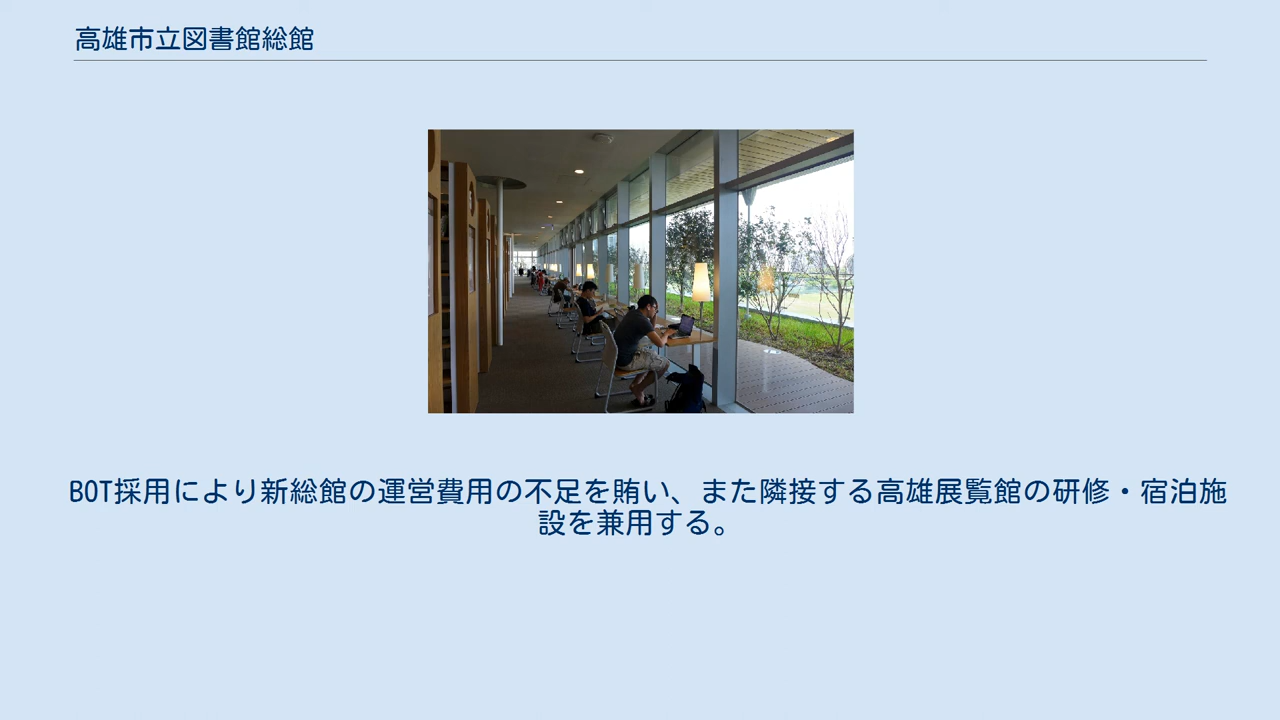 高雄市立図書館総館
BOT採用により新総館の運営費用の不足を賄い、また隣接する高雄展覧館の研修・宿泊施
設を兼用する。